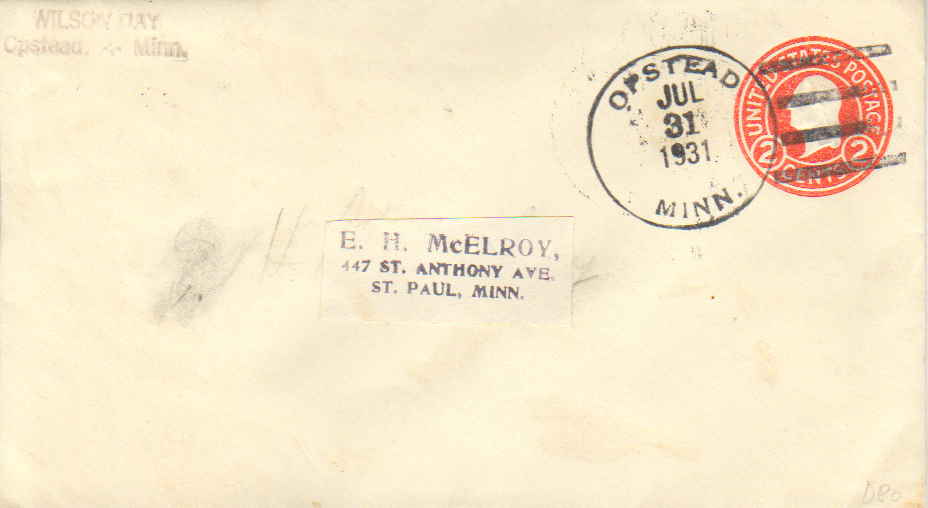 WILSON DAY
Opstead. Minn.
OPSTEAD
JUL
31
1931
MINN.
UNITED STATES POSTAGE
2 CENTS 2
E. H. McELROY,
447 ST. ANTHONY AVE.
ST. PAUL, MINN.
D80